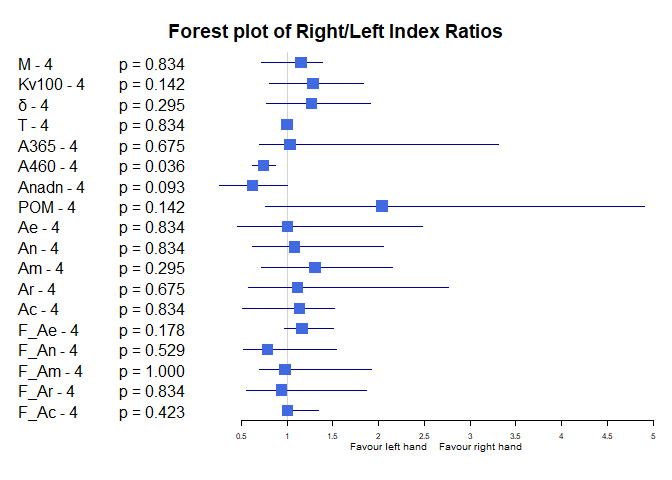 Forest plot of Right/Left Index Ratios
M - 4 p = 0.834
Kv100 - 4 p = 0.142
δ - 4 p = 0.295
T - 4 p = 0.834
A365 - 4 p = 0.675
A460 - 4 p = 0.036
Anadn - 4 p = 0.093
POM - 4 p = 0.142
Ae - 4 p = 0.834
An - 4 p = 0.834
Am - 4 p = 0.295
Ar - 4 p = 0.675
Ac - 4 p = 0.834
F_Ae - 4 p = 0.178
F_An - 4 p = 0.529
F_Am - 4 p = 1.000
F_Ar - 4 p = 0.834
F_Ac - 4 p = 0.423
0.5 1 1.5 2 2.5 3 3.5 4 4.5 5
Favour left hand Favour right hand